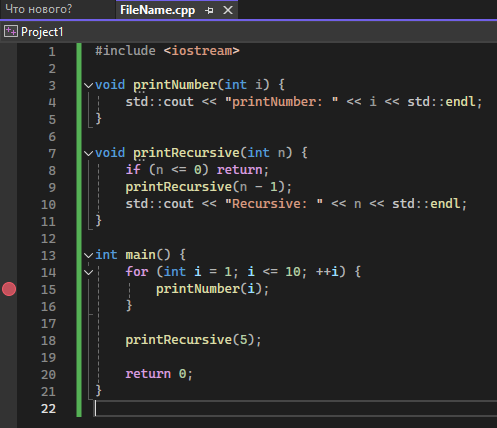 Что нового?
FileName.cpp
Project1
1 #include <iostream>
2
3 void printNumber(int i) {
4     std::cout << "printNumber: " << i << std::endl;
5 }
6
7 void printRecursive(int n) {
8     if (n <= 0) return;
9     printRecursive(n - 1);
10     std::cout << "Recursive: " << n << std::endl;
11 }
12
13 int main() {
14     for (int i = 1; i <= 10; ++i) {
15         printNumber(i);
16     }
17
18     printRecursive(5);
19
20     return 0;
21 }
22